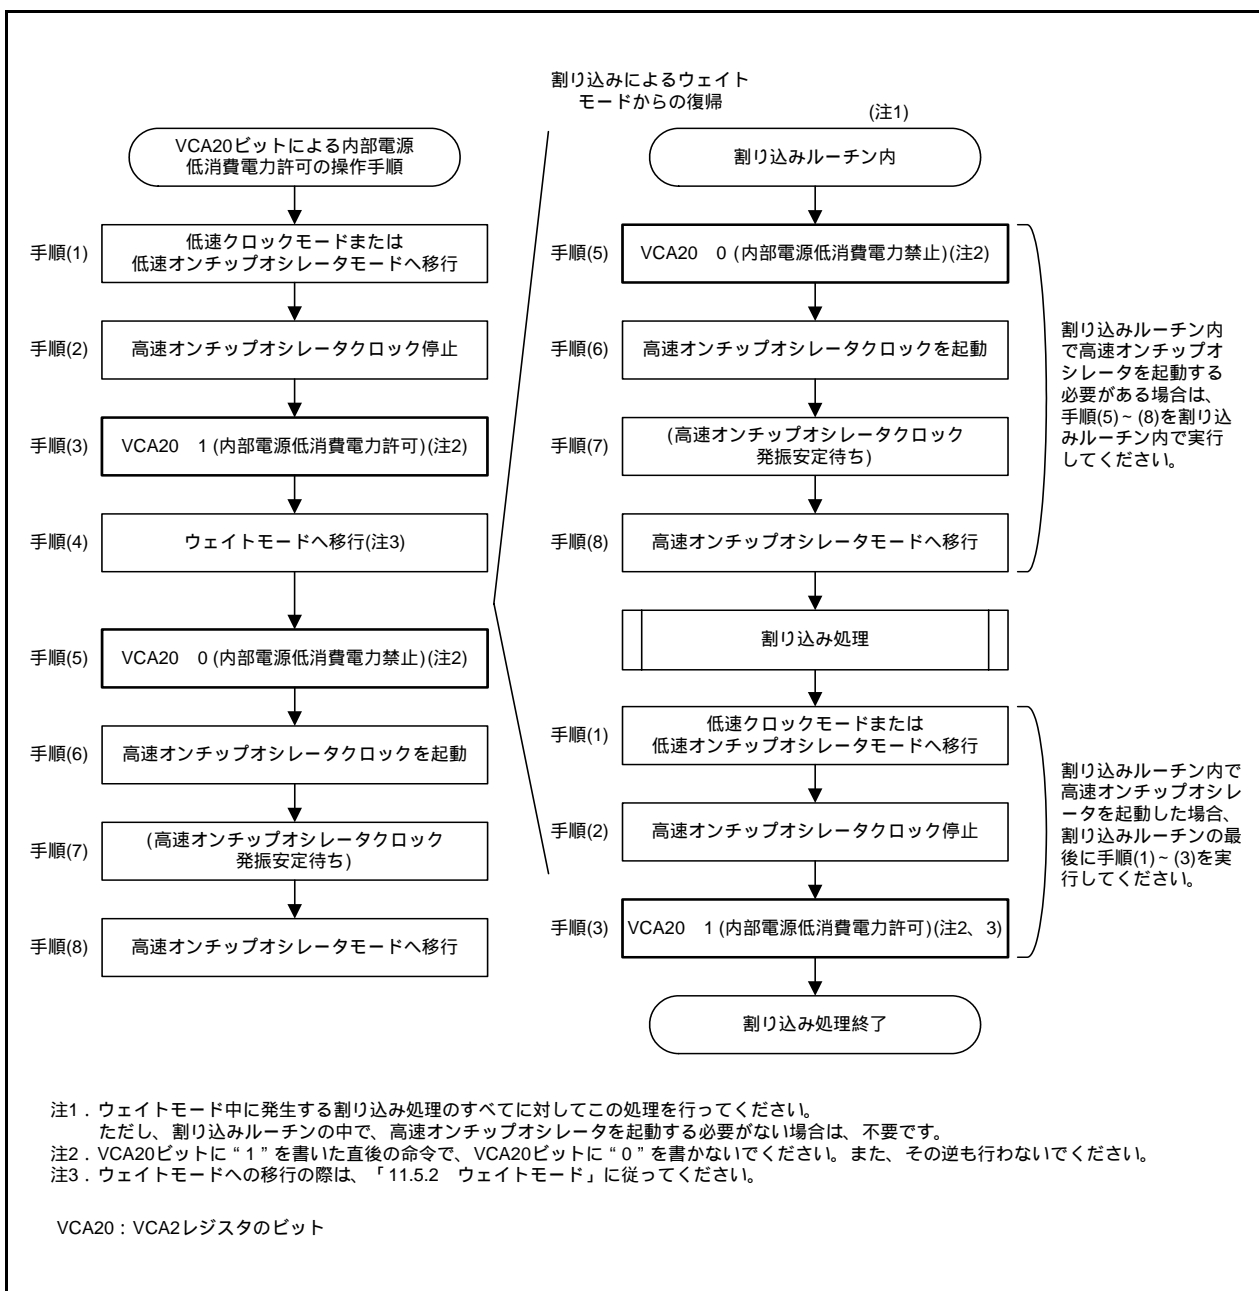 割り込みによるウェイト
モードからの復帰
VCA20ビットによる内部電源
低消費電力許可の操作手順
手順(1)
低速クロックモードまたは
低速オンチップオシレータモードへ移行
手順(2)
高速オンチップオシレータクロック停止
手順(3)
VCA20　1 (内部電源低消費電力許可)(注2)
手順(4)
ウェイトモードへ移行(注3)
手順(5)
VCA20　0 (内部電源低消費電力禁止)(注2)
手順(6)
高速オンチップオシレータクロックを起動
手順(7)
(高速オンチップオシレータクロック
発振安定待ち)
手順(8)
高速オンチップオシレータモードへ移行
(注1)
割り込みルーチン内
手順(5)
VCA20　0 (内部電源低消費電力禁止)(注2)
手順(6)
高速オンチップオシレータクロックを起動
手順(7)
(高速オンチップオシレータクロック
発振安定待ち)
手順(8)
高速オンチップオシレータモードへ移行
割り込みルーチン内
で高速オンチップオ
シレータを起動する
必要がある場合は、
手順(5)~(8)を割り込
みルーチン内で実行
してください。
割り込み処理
手順(1)
低速クロックモードまたは
低速オンチップオシレータモードへ移行
手順(2)
高速オンチップオシレータクロック停止
手順(3)
VCA20　1 (内部電源低消費電力許可)(注2、3)
割り込みルーチン内で
高速オンチップオシレ
ータを起動した場合、
割り込みルーチンの最
後に手順(1)~(3)を実
行してください。
割り込み処理終了
注1．ウェイトモード中に発生する割り込み処理のすべてに対してこの処理を行ってください。
ただし、割り込みルーチンの中で、高速オンチップオシレータを起動する必要がない場合は、不要です。
注2．VCA20ビットに“1”を書いた直後の命令で、VCA20ビットに“0”を書かないでください。また、その逆も行わないでください。
注3．ウェイトモードへの移行の際は、「11.5.2　ウェイトモード」に従ってください。
VCA20：VCA2レジスタのビット